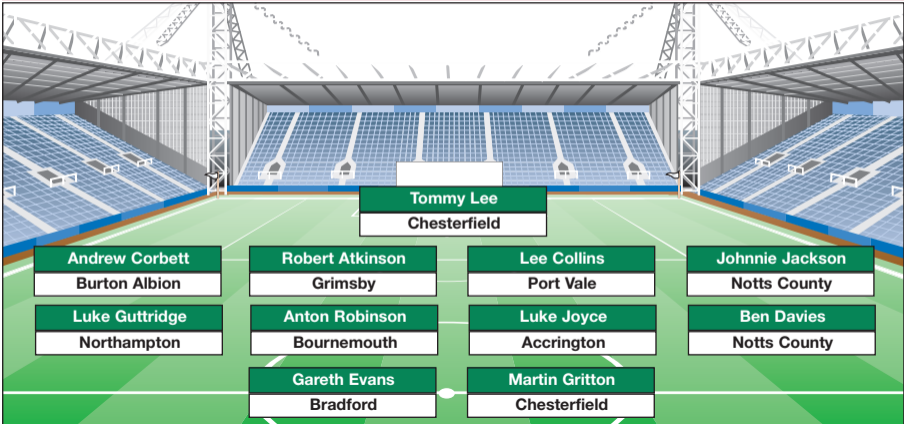 Tommy Lee
Chesterfield
Andrew Corbett
Burton Albion
Robert Atkinson
Grimsby
Lee Collins
Port Vale
Johnnie Jackson
Notts County
Luke Guttridge
Northampton
Anton Robinson
Bournemouth
Luke Joyce
Accrington
Ben Davies
Notts County
Gareth Evans
Bradford
Martin Gritton
Chesterfield